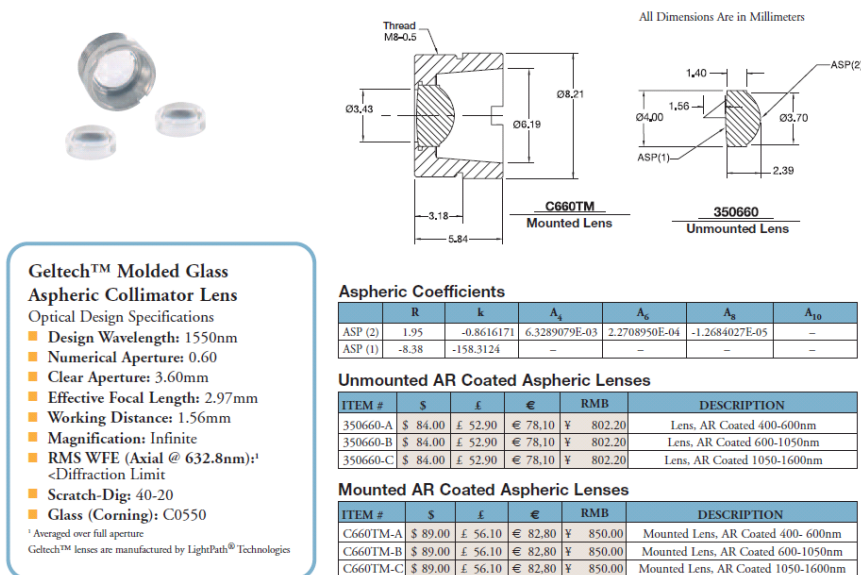 All Dimensions Are in Millimeters
Thread
M8-0.5
Ø3.43
Ø6.19
Ø8.21
3.18
5.84
C660TM
Mounted Lens
1.40
ASP(2)
1.56
Ø4.00
Ø3.70
ASP(1)
2.39
350660
Unmounted Lens
Geltech™ Molded Glass
Aspheric Collimator Lens
Optical Design Specifications
Design Wavelength: 1550nm
Numerical Aperture: 0.60
Clear Aperture: 3.60mm
Effective Focal Length: 2.97mm
Working Distance: 1.56mm
Magnification: Infinite
RMS WFE (Axial @ 632.8nm):¹
<Diffraction Limit
Scratch-Dig: 40-20
Glass (Corning): C0550
¹ Averaged over full aperture
Geltech™ lenses are manufactured by LightPath® Technologies
Aspheric Coefficients
R k A₄ A₆ A₈ A₁₀
ASP (2) 1.95 -0.8616171 6.3289079E-03 2.2708950E-04 -1.2684027E-05 –
ASP (1) -8.38 -158.3124 – – – –
Unmounted AR Coated Aspheric Lenses
ITEM # $ £ € RMB DESCRIPTION
350660-A $ 84.00 £ 52.90 € 78,10 ¥ 802.20 Lens, AR Coated 400-600nm
350660-B $ 84.00 £ 52.90 € 78,10 ¥ 802.20 Lens, AR Coated 600-1050nm
350660-C $ 84.00 £ 52.90 € 78,10 ¥ 802.20 Lens, AR Coated 1050-1600nm
Mounted AR Coated Aspheric Lenses
ITEM # $ £ € RMB DESCRIPTION
C660TM-A $ 89.00 £ 56.10 € 82,80 ¥ 850.00 Mounted Lens, AR Coated 400- 600nm
C660TM-B $ 89.00 £ 56.10 € 82,80 ¥ 850.00 Mounted Lens, AR Coated 600-1050nm
C660TM-C $ 89.00 £ 56.10 € 82,80 ¥ 850.00 Mounted Lens, AR Coated 1050-1600nm